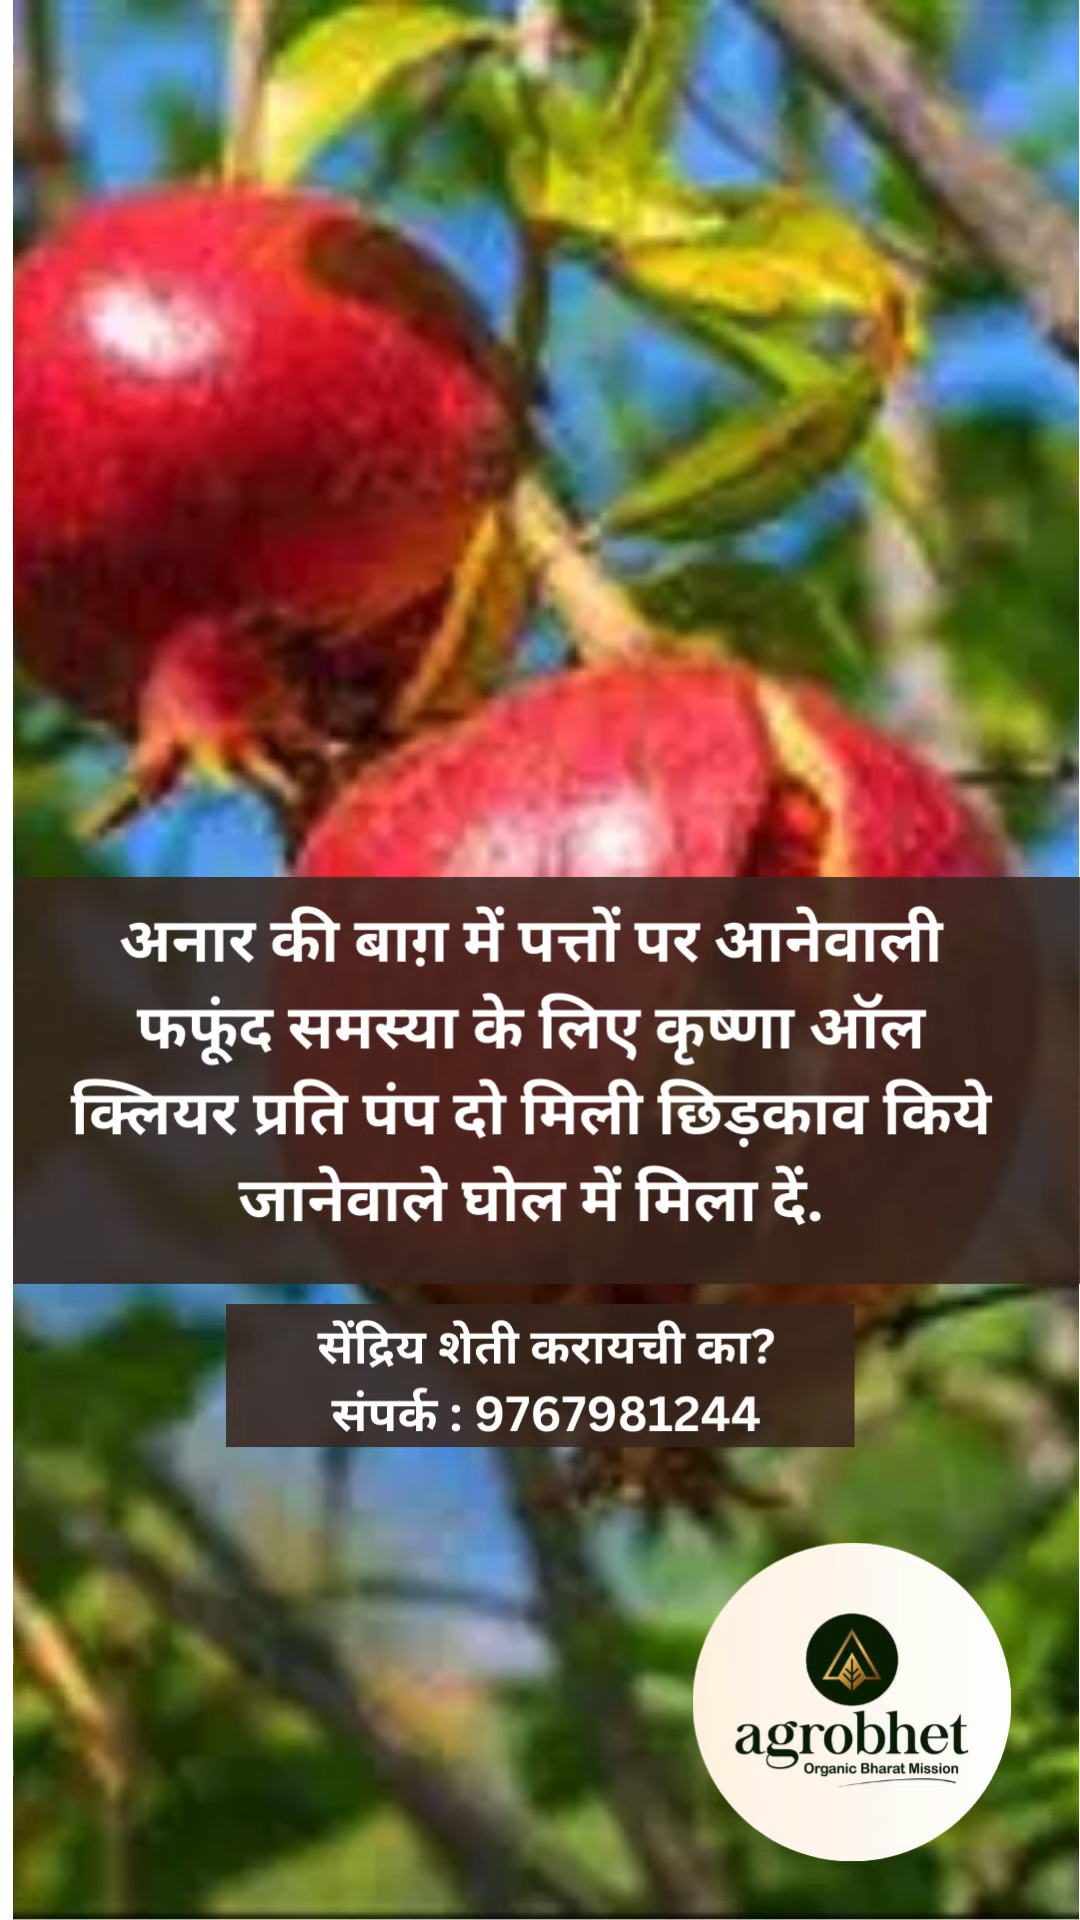 अनार की बाग़ में पत्तों पर आनेवाली
फफूंद समस्या के लिए कृष्णा ऑल
क्लियर प्रति पंप दो मिली छिड़काव किये
जानेवाले घोल में मिला दें.
सेंद्रिय शेती करायची का?
संपर्क : 9767981244
agrobhet
Organic Bharat Mission